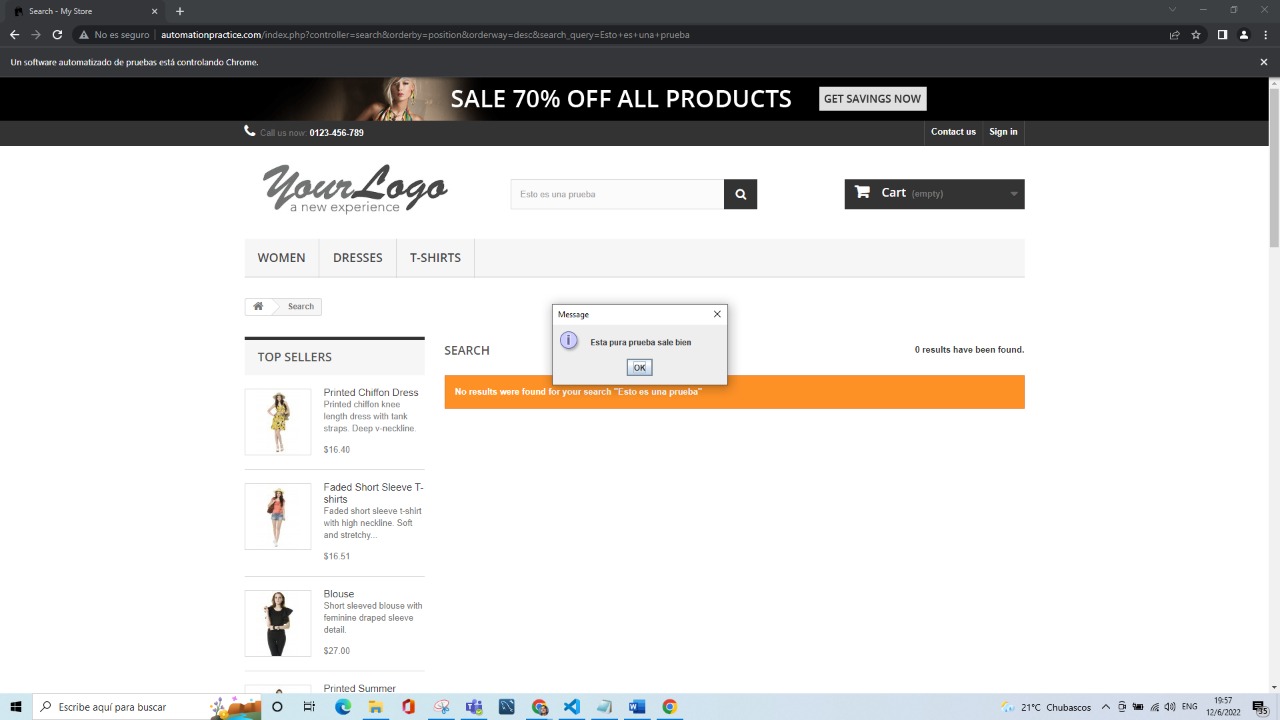 Search - My Store
No es seguro | automationpractice.com/index.php?controller=search&orderby=position&orderway=desc&search_query=Esto+es+una+prueba
Un software automatizado de pruebas está controlando Chrome.
SALE 70% OFF ALL PRODUCTS
GET SAVINGS NOW
Call us now: 0123-456-789
Contact us
Sign in
YourLogo
a new experience
Esto es una prueba
Cart (empty)
WOMEN
DRESSES
T-SHIRTS
Search
TOP SELLERS
Printed Chiffon Dress
Printed chiffon knee
length dress with tank
straps. Deep v-neckline.
$16.40
Faded Short Sleeve T-
shirts
Faded short sleeve t-shirt
with high neckline. Soft
and stretchy...
$16.51
Blouse
Short sleeved blouse with
feminine draped sleeve
detail.
$27.00
Printed Summer
SEARCH
0 results have been found.
No results were found for your search "Esto es una prueba"
Message
Esta pura prueba sale bien
OK
Escribe aquí para buscar
21°C Chubascos
ENG
19:57
12/6/2022